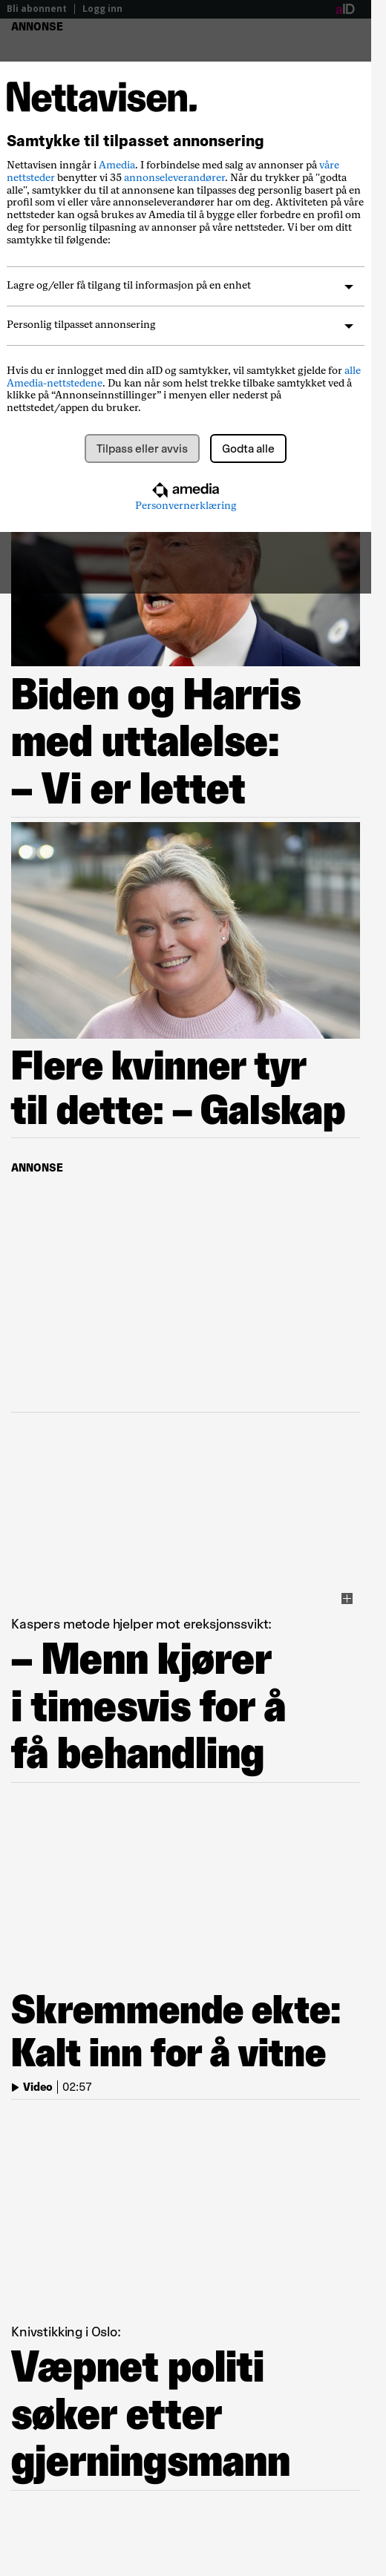 Bli abonnent | Logg inn
aID
ANNONSE
Nettavisen.
Samtykke til tilpasset annonsering
Nettavisen inngår i Amedia. I forbindelse med salg av annonser på våre
nettsteder benytter vi 35 annonseleverandører. Når du trykker på "godta
alle", samtykker du til at annonsene kan tilpasses deg personlig basert på en
profil som vi eller våre annonseleverandører har om deg. Aktiviteten på våre
nettsteder kan også brukes av Amedia til å bygge eller forbedre en profil om
deg for personlig tilpasning av annonser på våre nettsteder. Vi ber om ditt
samtykke til følgende:
Lagre og/eller få tilgang til informasjon på en enhet
Personlig tilpasset annonsering
Hvis du er innlogget med din aID og samtykker, vil samtykket gjelde for alle
Amedia-nettstedene. Du kan når som helst trekke tilbake samtykket ved å
klikke på “Annonseinnstillinger” i menyen eller nederst på
nettstedet/appen du bruker.
Tilpass eller avvis
Godta alle
amedia
Personvernerklæring
Biden og Harris
med uttalelse:
– Vi er lettet
Flere kvinner tyr
til dette: – Galskap
ANNONSE
Kaspers metode hjelper mot ereksjonssvikt:
– Menn kjører
i timesvis for å
få behandling
Skremmende ekte:
Kalt inn for å vitne
Video | 02:57
Knivstikking i Oslo:
Væpnet politi
søker etter
gjerningsmann